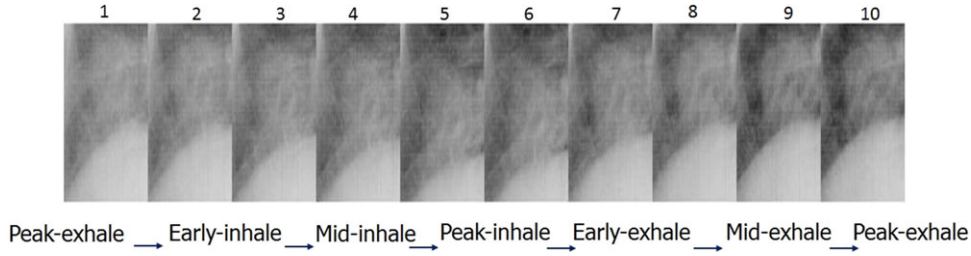 1 2 3 4 5 6 7 8 9 10
Peak-exhale → Early-inhale → Mid-inhale → Peak-inhale → Early-exhale → Mid-exhale → Peak-exhale